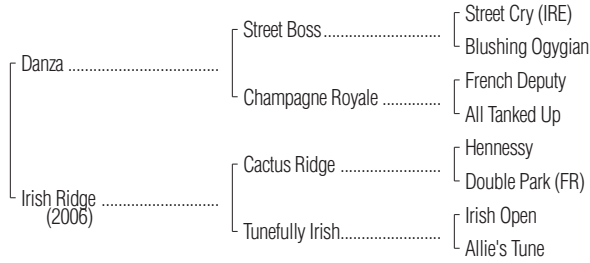 Street Cry (IRE)
Street Boss..............................
Blushing Ogygian
Danza ......................................
French Deputy
Champagne Royale ..............
All Tanked Up
Hennessy
Cactus Ridge .........................
Double Park (FR)
Irish Ridge .............................
(2006)
Irish Open
Tunefully Irish.........................
Allie's Tune